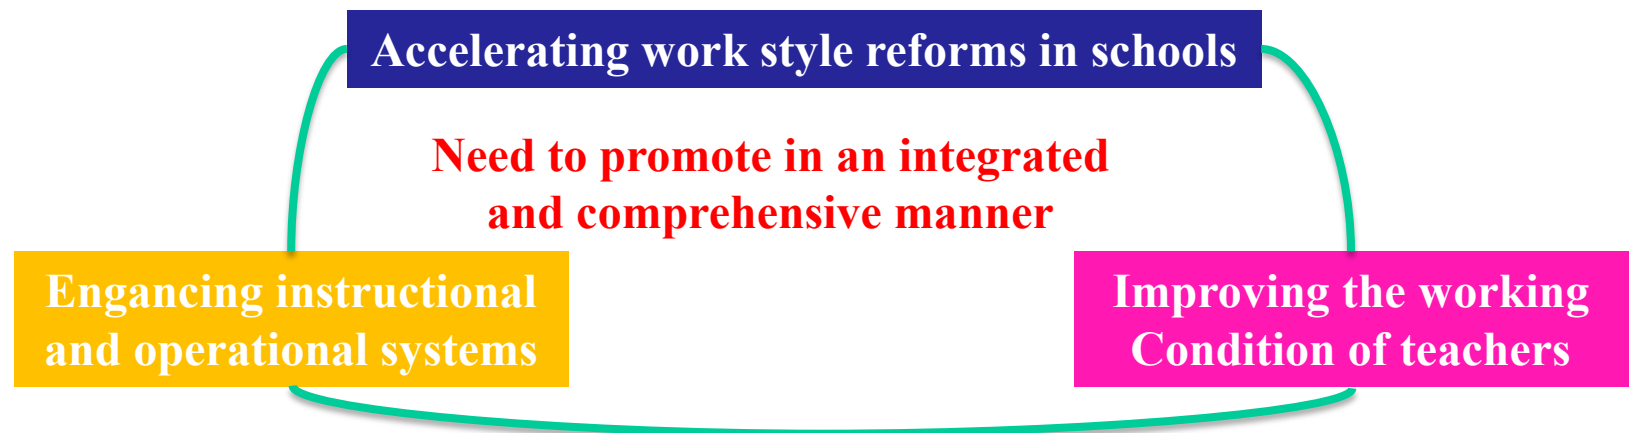 Accelerating work style reforms in schools
Need to promote in an integrated
and comprehensive manner
Engancing instructional
and operational systems
Improving the working
Condition of teachers